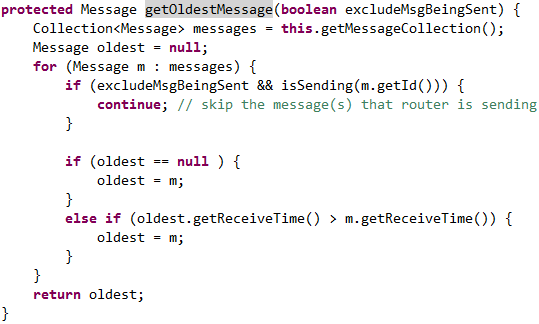 protected Message getOldestMessage(boolean excludeMsgBeingSent) {
    Collection<Message> messages = this.getMessageCollection();
    Message oldest = null;
    for (Message m : messages) {
        if (excludeMsgBeingSent && isSending(m.getId())) {
            continue; // skip the message(s) that router is sending
        }

        if (oldest == null ) {
            oldest = m;
        }
        else if (oldest.getReceiveTime() > m.getReceiveTime()) {
            oldest = m;
        }
    }
    return oldest;
}